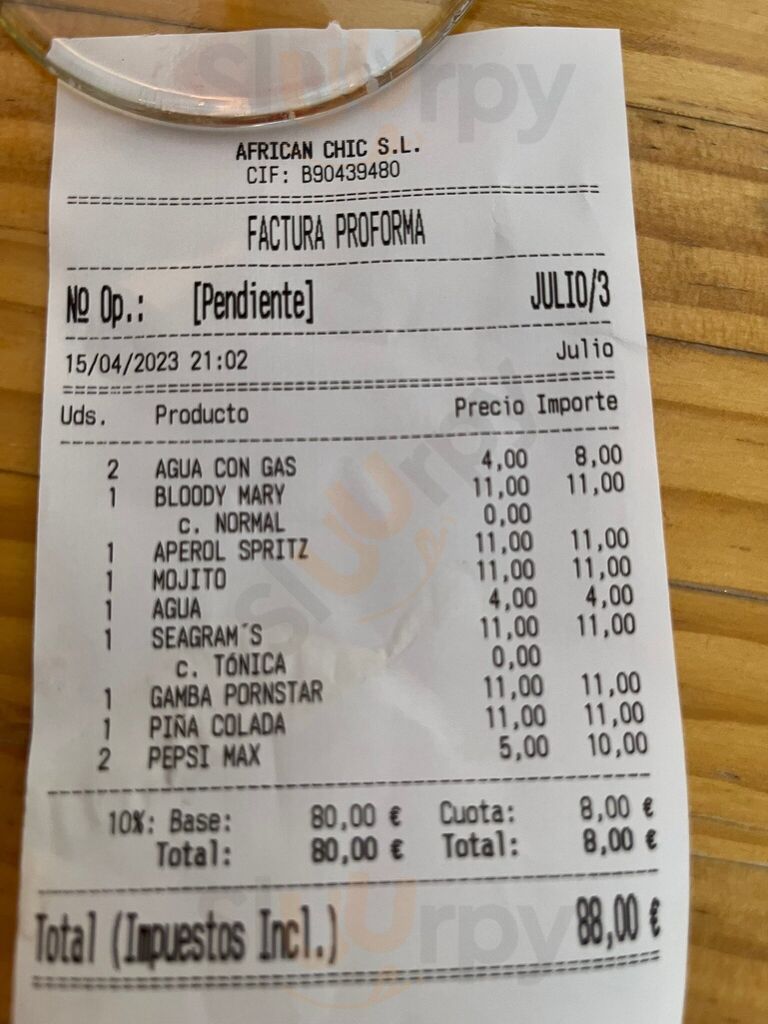 AFRICAN CHIC S.L.
CIF: B90439480
FACTURA PROFORMA
Nº Op.: [Pendiente] JULIO/3
15/04/2023 21:02 Julio
Uds. Producto Precio Importe
2 AGUA CON GAS 4,00 8,00
1 BLOODY MARY 11,00 11,00
c. NORMAL 0,00
1 APEROL SPRITZ 11,00 11,00
1 MOJITO 11,00 11,00
1 AGUA 4,00 4,00
1 SEAGRAM´S 11,00 11,00
c. TÓNICA 0,00
1 GAMBA PORNSTAR 11,00 11,00
1 PIÑA COLADA 11,00 11,00
2 PEPSI MAX 5,00 10,00
10%: Base: 80,00 € Cuota: 8,00 €
Total: 80,00 € Total: 8,00 €
Total (Impuestos Incl.) 88,00 €
sluurpy
sluurpy
sluurpy